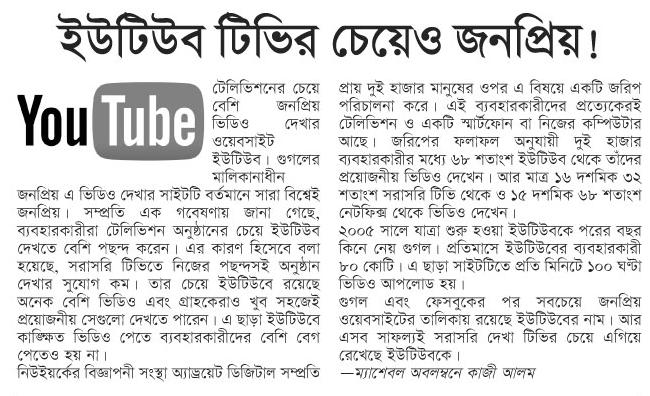 ইউটিউব টিভির চেয়েও জনপ্রিয়!
YouTube
টেলিভিশনের চেয়ে
বেশি জনপ্রিয়
ভিডিও দেখার
ওয়েবসাইট
ইউটিউব। গুগলের
মালিকানাধীন
জনপ্রিয় এ ভিডিও দেখার সাইটটি বর্তমানে সারা বিশ্বেই
জনপ্রিয়। সম্প্রতি এক গবেষণায় জানা গেছে,
ব্যবহারকারীরা টেলিভিশন অনুষ্ঠানের চেয়ে ইউটিউব
দেখতে বেশি পছন্দ করেন। এর কারণ হিসেবে বলা
হয়েছে, সরাসরি টিভিতে নিজের পছন্দসই অনুষ্ঠান
দেখার সুযোগ কম। তার চেয়ে ইউটিউবে রয়েছে
অনেক বেশি ভিডিও এবং গ্রাহকেরাও খুব সহজেই
প্রয়োজনীয় সেগুলো দেখতে পারেন। এ ছাড়া ইউটিউবে
কাঙ্ক্ষিত ভিডিও পেতে ব্যবহারকারীদের বেশি বেগ
পেতেও হয় না।
নিউইয়র্কের বিজ্ঞাপনী সংস্থা অ্যাড্রয়েট ডিজিটাল সম্প্রতি
প্রায় দুই হাজার মানুষের ওপর এ বিষয়ে একটি জরিপ
পরিচালনা করে। এই ব্যবহারকারীদের প্রত্যেকেরই
টেলিভিশন ও একটি স্মার্টফোন বা নিজের কম্পিউটার
আছে। জরিপের ফলাফল অনুযায়ী দুই হাজার
ব্যবহারকারীর মধ্যে ৬৮ শতাংশ ইউটিউব থেকে তাঁদের
প্রয়োজনীয় ভিডিও দেখেন। আর মাত্র ১৬ দশমিক ৩২
শতাংশ সরাসরি টিভি থেকে ও ১৫ দশমিক ৬৮ শতাংশ
নেটফ্লিক্স থেকে ভিডিও দেখেন।
২০০৫ সালে যাত্রা শুরু হওয়া ইউটিউবকে পরের বছর
কিনে নেয় গুগল। প্রতিমাসে ইউটিউবের ব্যবহারকারী
৮০ কোটি। এ ছাড়া সাইটটিতে প্রতি মিনিটে ১০০ ঘণ্টা
ভিডিও আপলোড হয়।
গুগল এবং ফেসবুকের পর সবচেয়ে জনপ্রিয়
ওয়েবসাইটের তালিকায় রয়েছে ইউটিউবের নাম। আর
এসব সাফল্যই সরাসরি দেখা টিভির চেয়ে এগিয়ে
রেখেছে ইউটিউবকে।
—ম্যাশেবল অবলম্বনে কাজী আলম